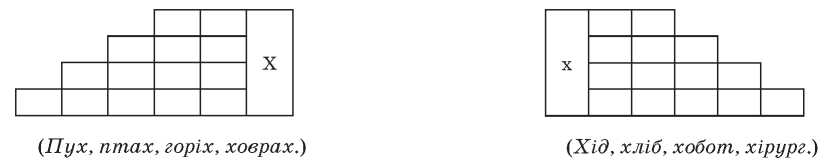 Х
х
(Пух, птах, горіх, ховрах.)
(Хід, хліб, хобот, хірург.)